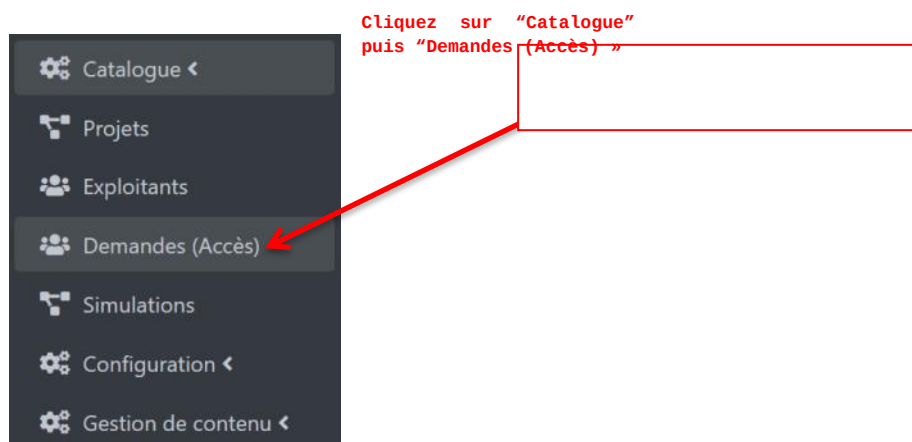 Cliquez sur “Catalogue”
puis “Demandes (Accès) »
Catalogue
Projets
Exploitants
Demandes (Accès)
Simulations
Configuration
Gestion de contenu